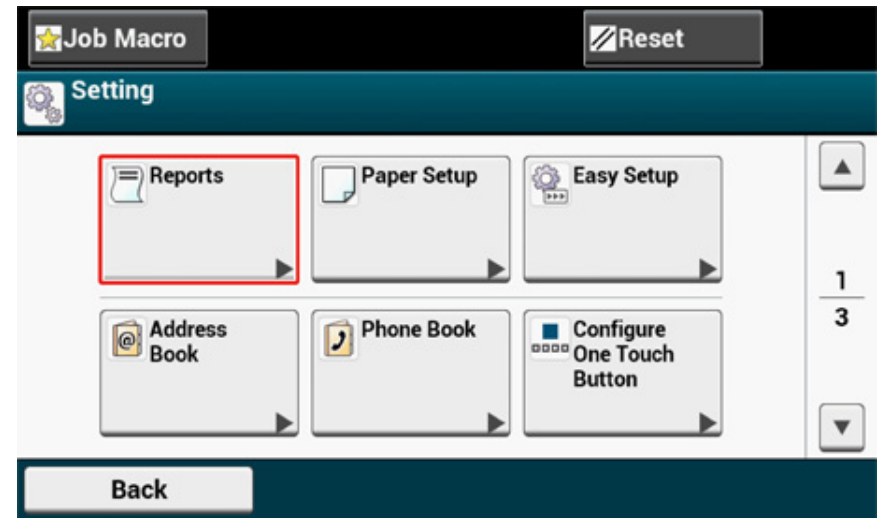 Job Macro
Reset
Setting
Reports
Paper Setup
Easy Setup
1
3
Address
Book
Phone Book
Configure
One Touch
Button
Back